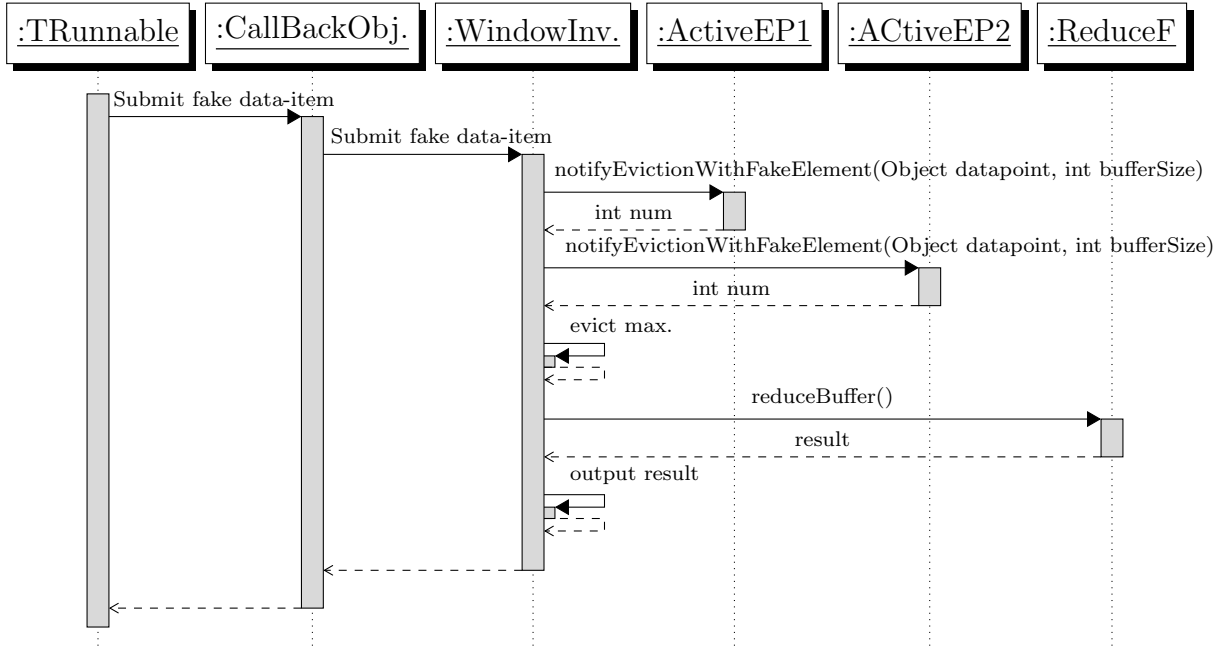 :TRunnable
:CallBackObj.
:WindowInv.
:ActiveEP1
:ACtiveEP2
:ReduceF
Submit fake data-item
Submit fake data-item
notifyEvictionWithFakeElement(Object datapoint, int bufferSize)
int num
notifyEvictionWithFakeElement(Object datapoint, int bufferSize)
int num
evict max.
reduceBuffer()
result
output result